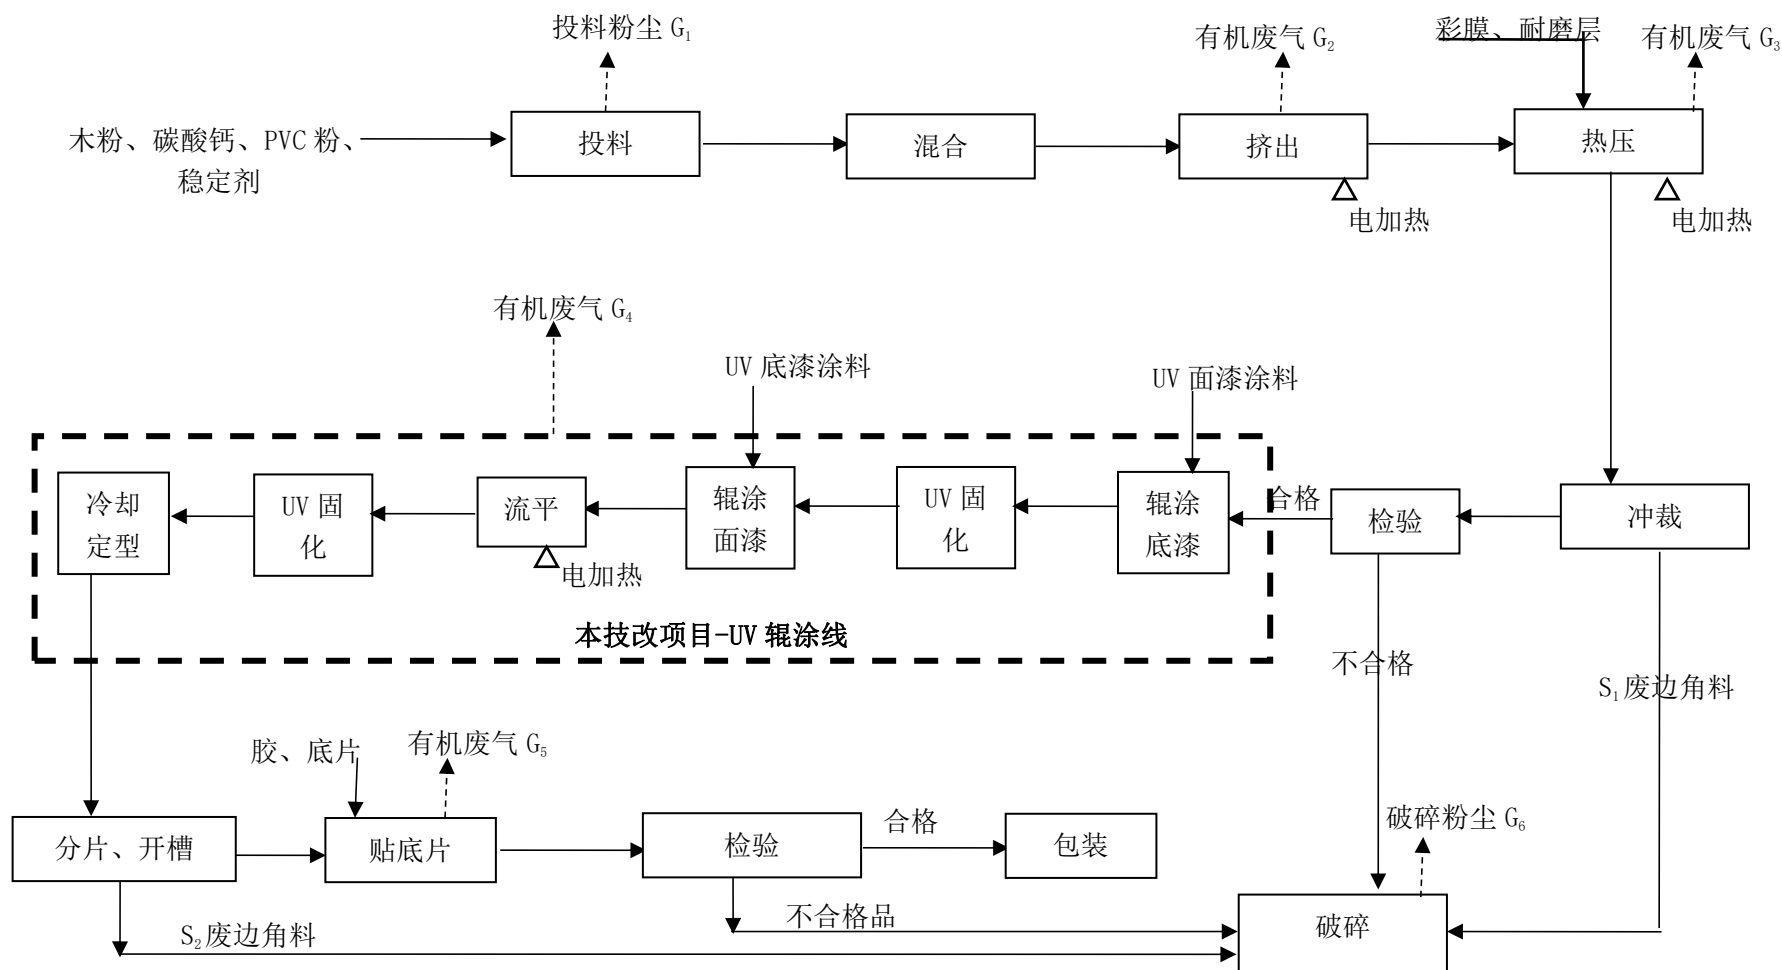 投料粉尘 G₁
有机废气 G₂
彩膜、耐磨层
有机废气 G₃
木粉、碳酸钙、PVC 粉、
稳定剂
投料
混合
挤出
热压
电加热
电加热
有机废气 G₄
UV 底漆涂料
UV 面漆涂料
冷却
定型
UV 固
化
流平
电加热
辊涂
面漆
UV 固
化
辊涂
底漆
合格
检验
冲裁
本技改项目-UV 辊涂线
不合格
S₁废边角料
胶、底片
有机废气 G₅
分片、开槽
贴底片
检验
合格
包装
破碎粉尘 G₆
不合格品
S₂废边角料
破碎